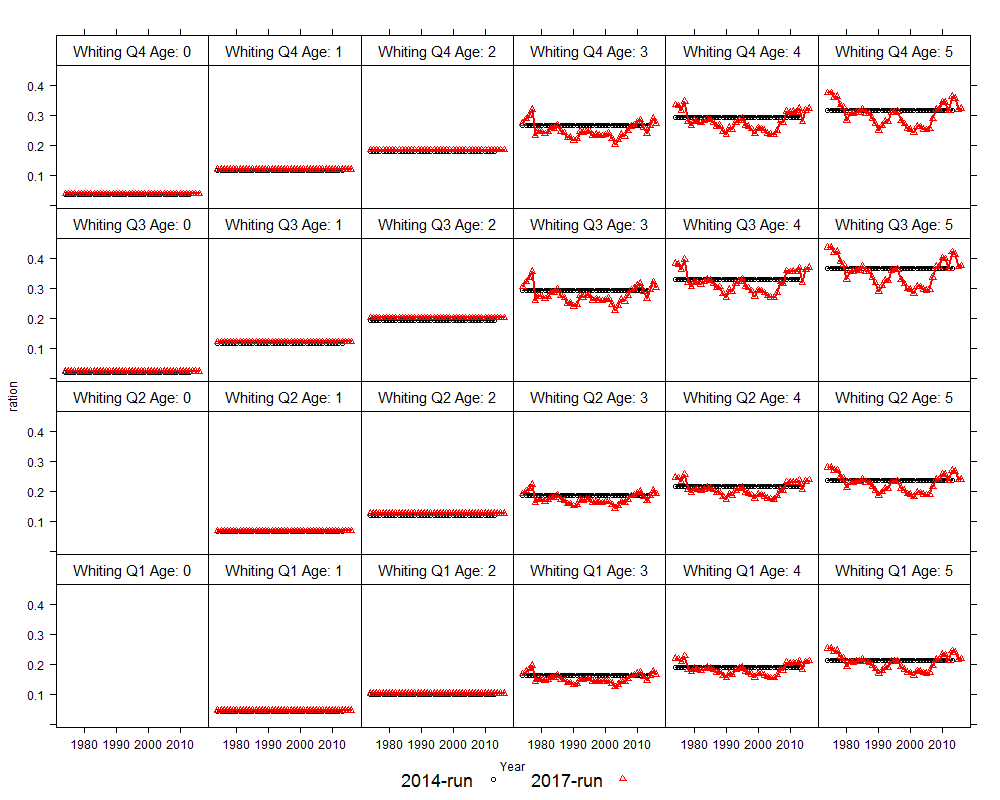 Whiting Q4 Age: 0 Whiting Q4 Age: 1 Whiting Q4 Age: 2 Whiting Q4 Age: 3 Whiting Q4 Age: 4 Whiting Q4 Age: 5
0.4
0.3
0.2
0.1
Whiting Q3 Age: 0 Whiting Q3 Age: 1 Whiting Q3 Age: 2 Whiting Q3 Age: 3 Whiting Q3 Age: 4 Whiting Q3 Age: 5
0.4
0.3
0.2
0.1
ration
Whiting Q2 Age: 0 Whiting Q2 Age: 1 Whiting Q2 Age: 2 Whiting Q2 Age: 3 Whiting Q2 Age: 4 Whiting Q2 Age: 5
0.4
0.3
0.2
0.1
Whiting Q1 Age: 0 Whiting Q1 Age: 1 Whiting Q1 Age: 2 Whiting Q1 Age: 3 Whiting Q1 Age: 4 Whiting Q1 Age: 5
0.4
0.3
0.2
0.1
1980 1990 2000 2010 1980 1990 2000 2010 1980 1990 2000 2010 1980 1990 2000 2010 1980 1990 2000 2010 1980 1990 2000 2010
Year
2014-run 2017-run